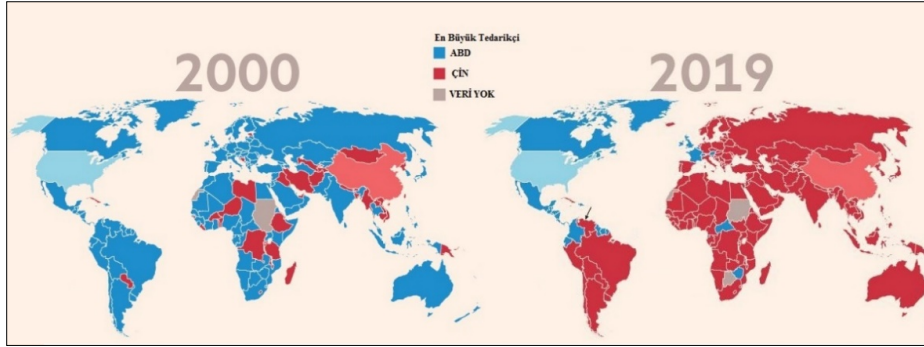 2000
En Büyük Tedarikçi
ABD
ÇİN
VERİ YOK
2019